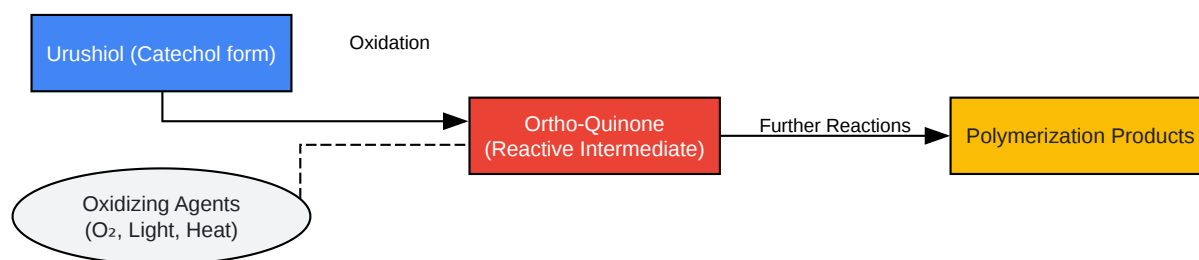 Urushiol (Catechol form)
Oxidation
Ortho-Quinone
(Reactive Intermediate)
Further Reactions
Polymerization Products
Oxidizing Agents
(O₂, Light, Heat)